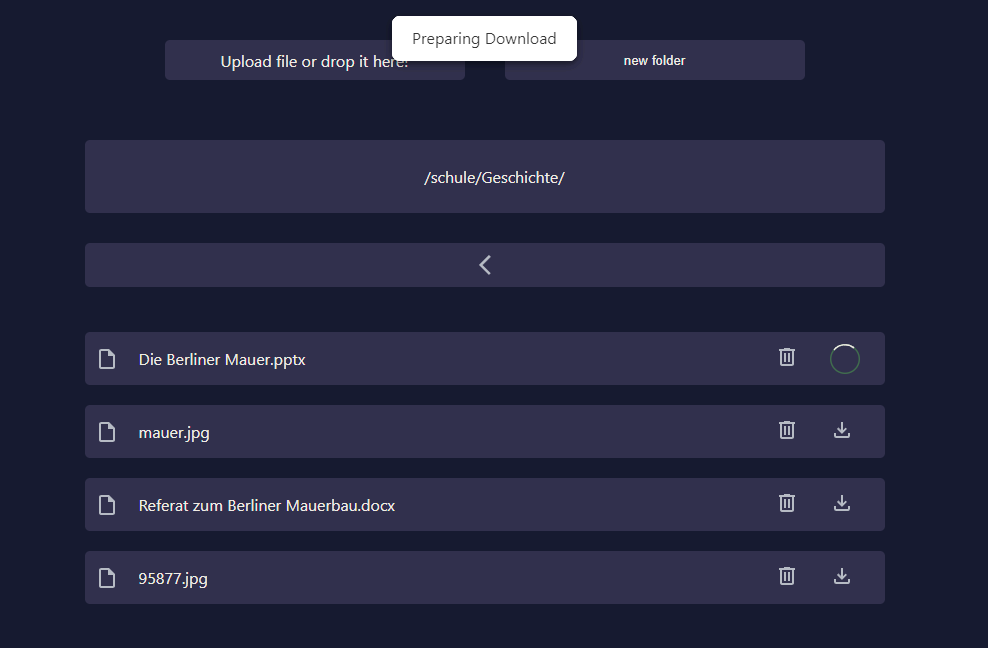 Preparing Download
Upload file or drop it here!
new folder
/schule/Geschichte/
Die Berliner Mauer.pptx
mauer.jpg
Referat zum Berliner Mauerbau.docx
95877.jpg